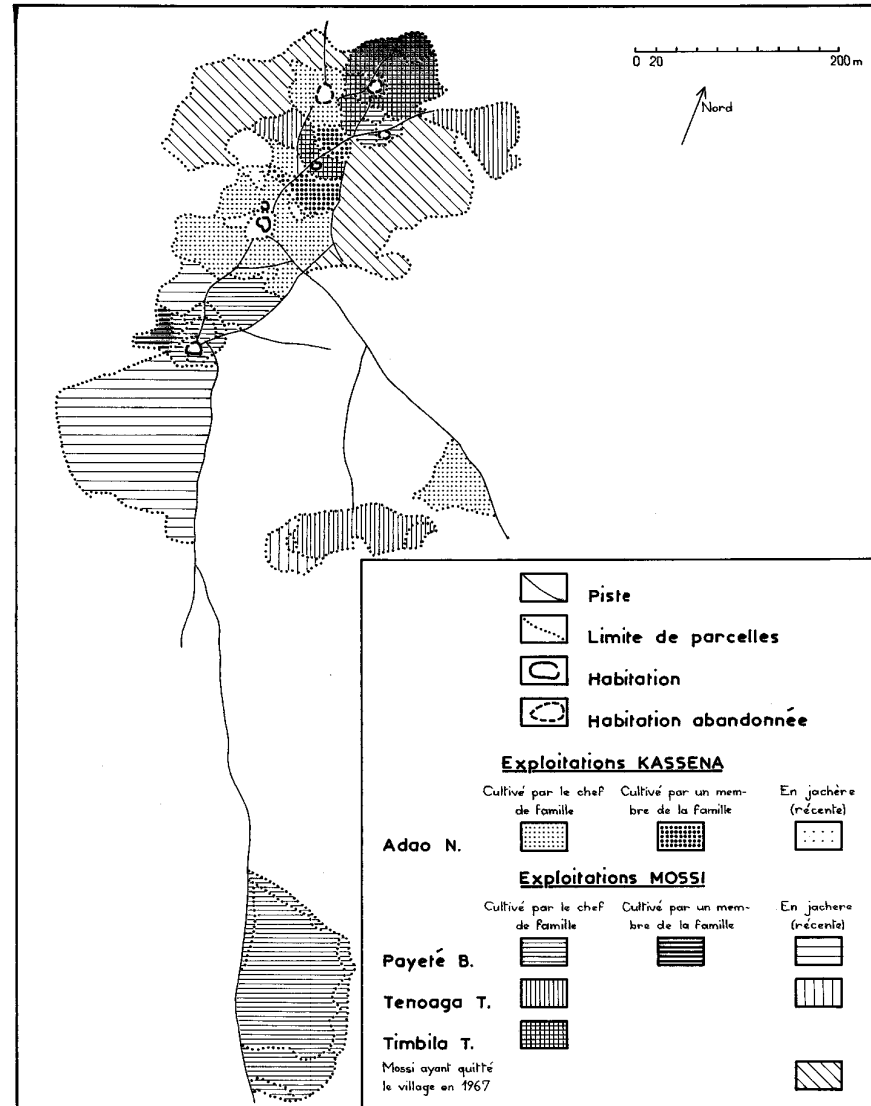 0 20 200 m
Nord
Piste
Limite de parcelles
Habitation
Habitation abandonnée
Exploitations KASSENA
Cultivé par le chef de famille
Cultivé par un mem-
bre de la famille
En jachère
(récente)
Adao N.
Exploitations MOSSI
Cultivé par le chef
de famille
Cultivé par un mem-
bre de la famille
En jachere
(récente)
Payeté B.
Tenoaga T.
Timbila T.
Mossi ayant quitté
le village en 1967